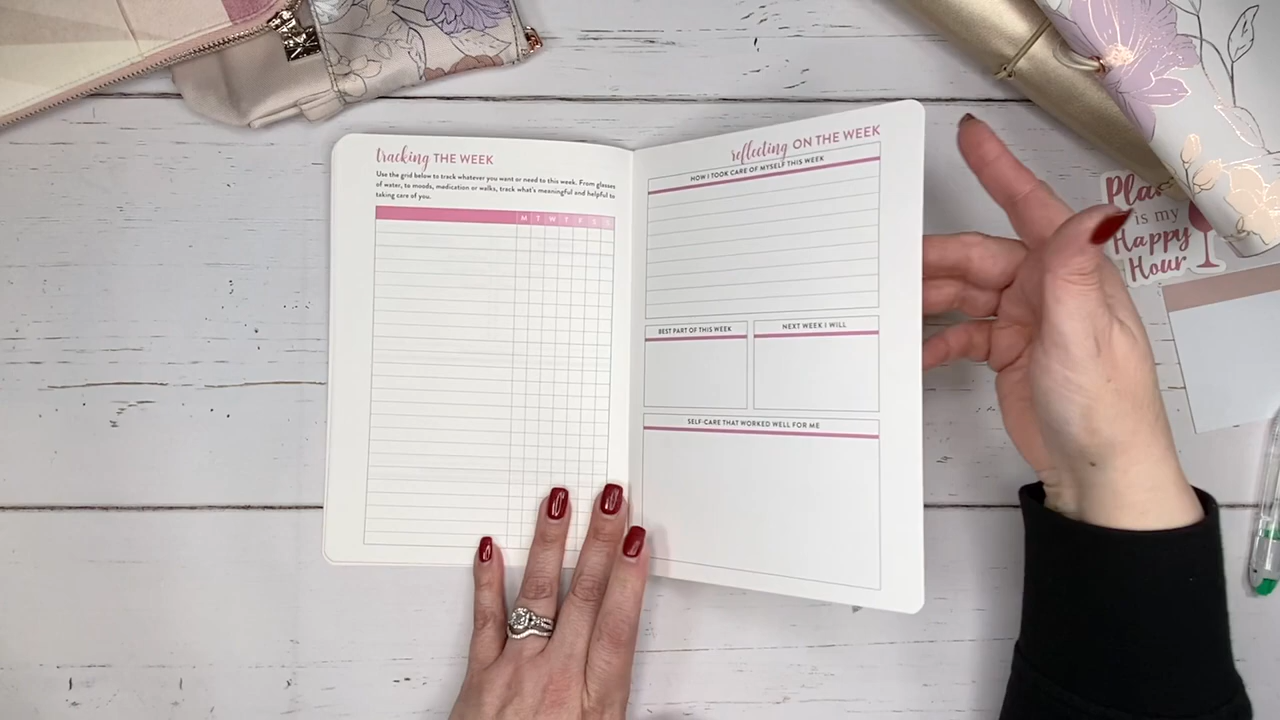 tracking THE WEEK
Use the grid below to track whatever you want or need to this week. From glasses
of water, to moods, medication or walks, track what's meaningful and helpful to
taking care of you.
M T W T F S S
reflecting ON THE WEEK
HOW I TOOK CARE OF MYSELF THIS WEEK
BEST PART OF THIS WEEK
NEXT WEEK I WILL
SELF-CARE THAT WORKED WELL FOR ME
is my
Happy
Hour